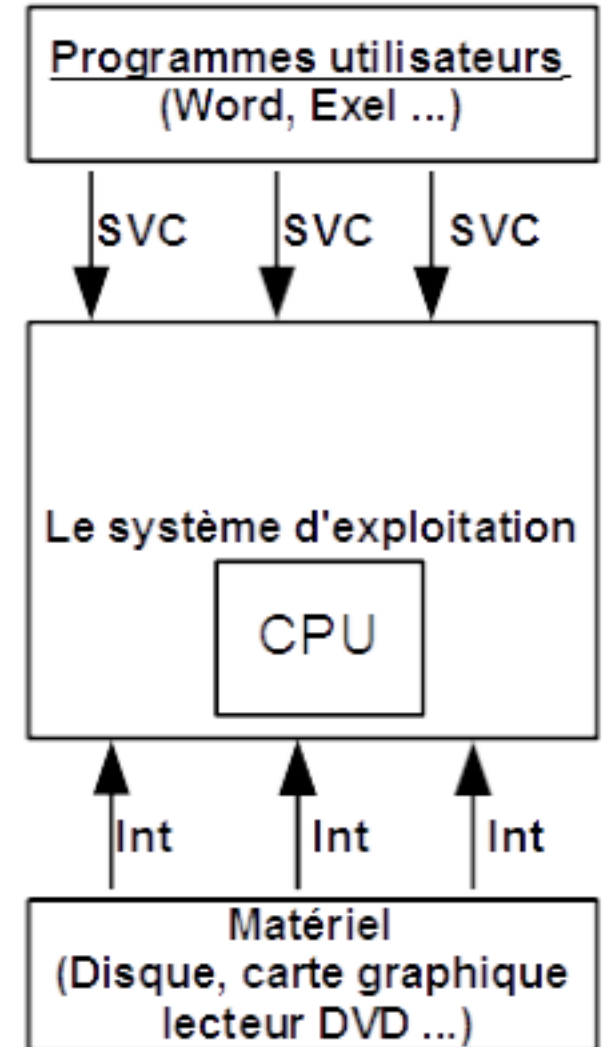 Programmes utilisateurs
(Word, Exel ...)
SVC SVC SVC
Le système d'exploitation
CPU
Int Int Int
Matériel
(Disque, carte graphique
lecteur DVD ...)